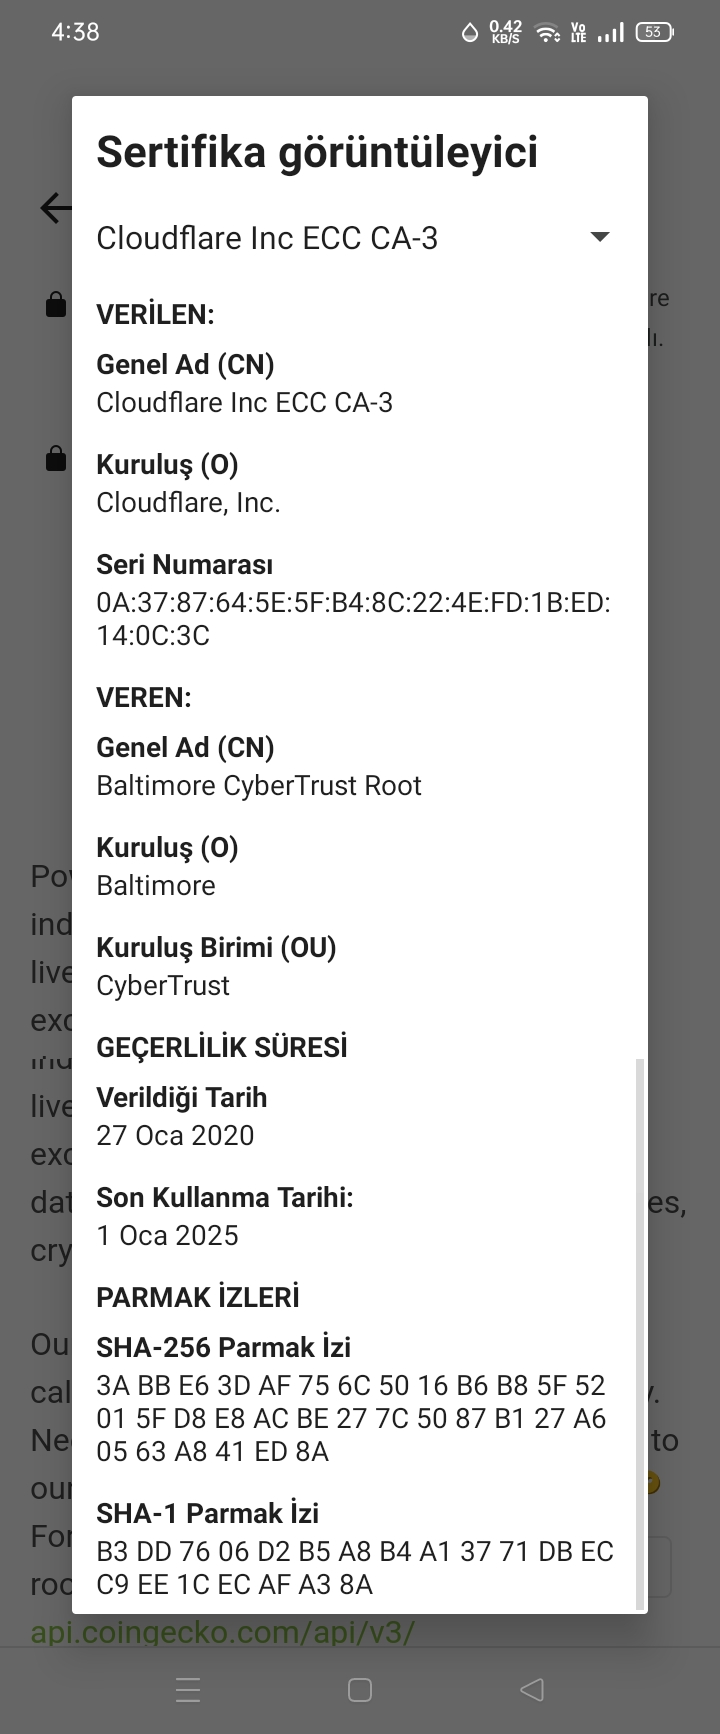 4:38
0.42
KB/S
Vo
LTE
53
Sertifika görüntüleyici
Cloudflare Inc ECC CA-3
re
VERİLEN:
lı.
Genel Ad (CN)
Cloudflare Inc ECC CA-3
Kuruluş (O)
Cloudflare, Inc.
Seri Numarası
0A:37:87:64:5E:5F:B4:8C:22:4E:FD:1B:ED:
14:0C:3C
VEREN:
Genel Ad (CN)
Baltimore CyberTrust Root
Kuruluş (O)
Baltimore
Kuruluş Birimi (OU)
CyberTrust
GEÇERLİLİK SÜRESİ
Verildiği Tarih
27 Oca 2020
Son Kullanma Tarihi:
1 Oca 2025
PARMAK İZLERİ
SHA-256 Parmak İzi
3A BB E6 3D AF 75 6C 50 16 B6 B8 5F 52
01 5F D8 E8 AC BE 27 7C 50 87 B1 27 A6
05 63 A8 41 ED 8A
SHA-1 Parmak İzi
B3 DD 76 06 D2 B5 A8 B4 A1 37 71 DB EC
C9 EE 1C EC AF A3 8A
api.coingecko.com/api/v3/